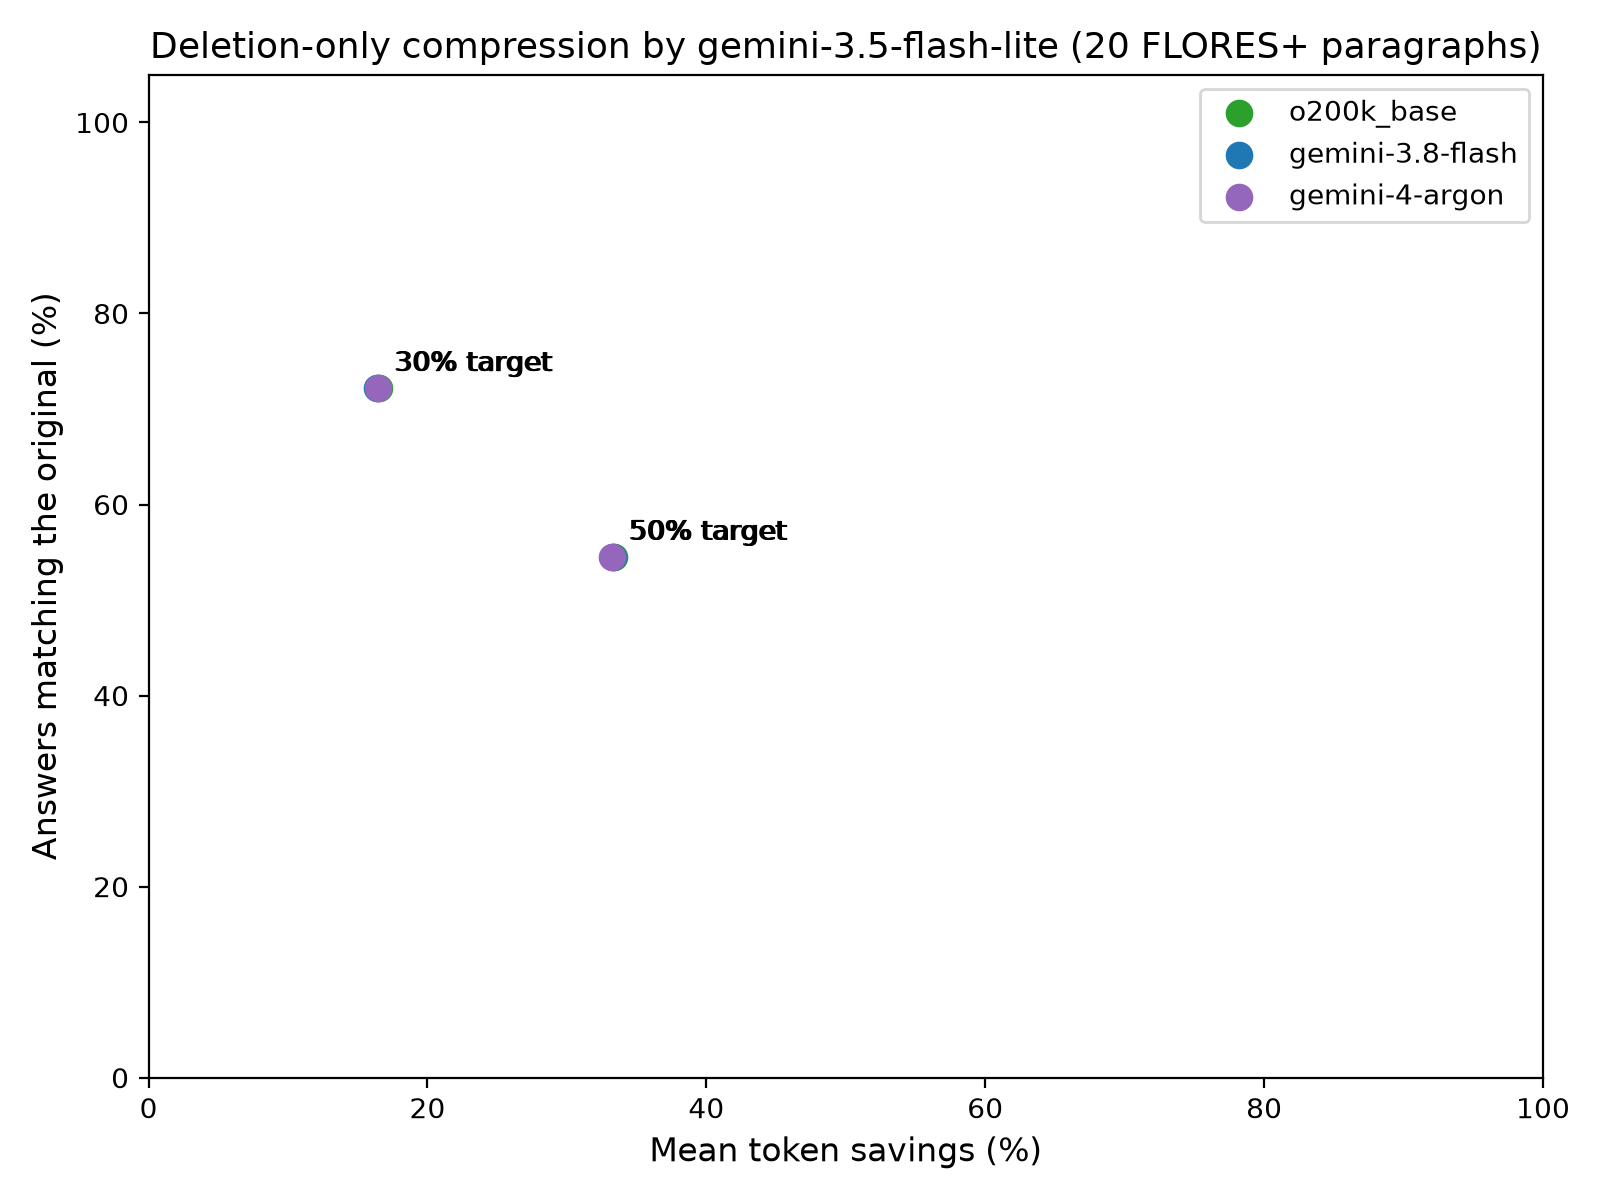 Deletion-only compression by gemini-3.5-flash-lite (20 FLORES+ paragraphs)
o200k_base
gemini-3.8-flash
gemini-4-argon
30% target
50% target
Answers matching the original (%)
100
80
60
40
20
0
0 20 40 60 80 100
Mean token savings (%)